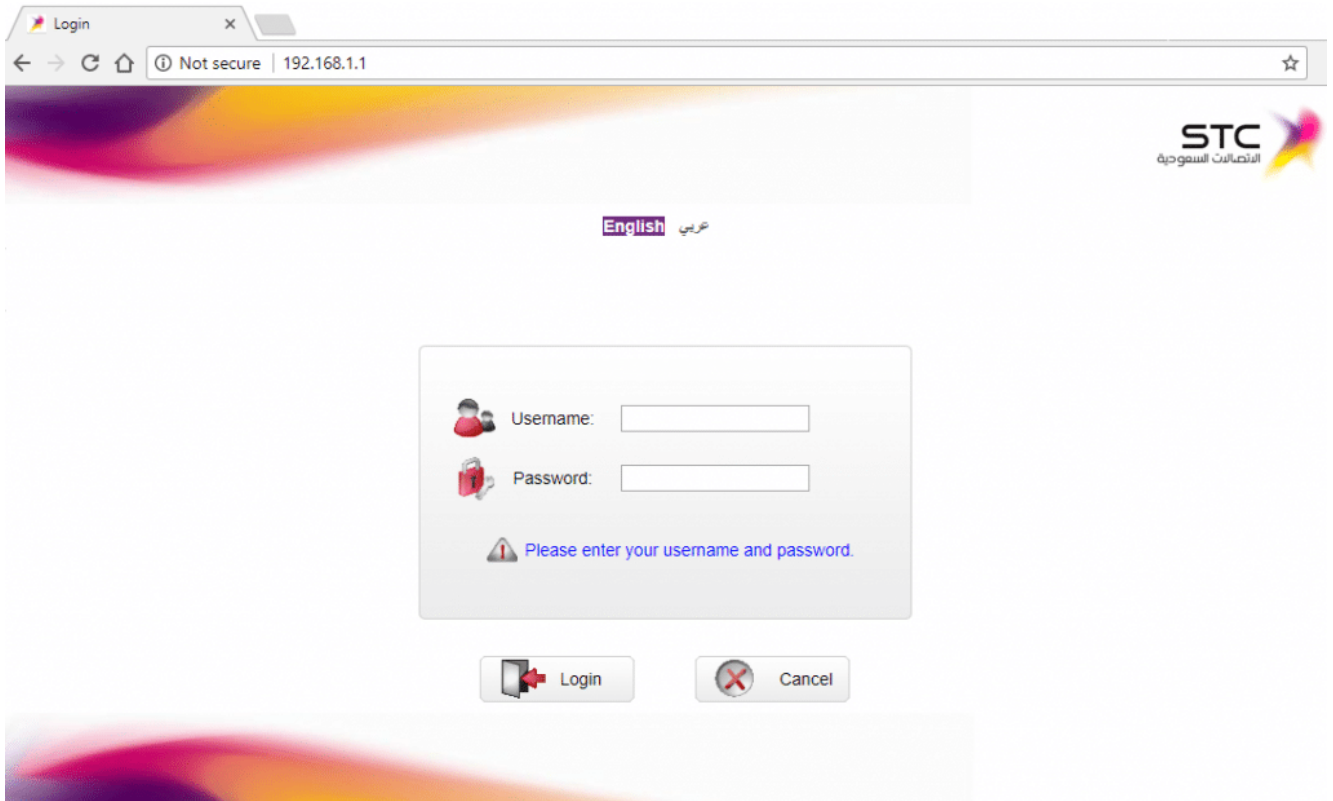 Login
Not secure | 192.168.1.1
STC
الاتصالات السعودية
English عربي
Username:
Password:
Please enter your username and password.
Login
Cancel